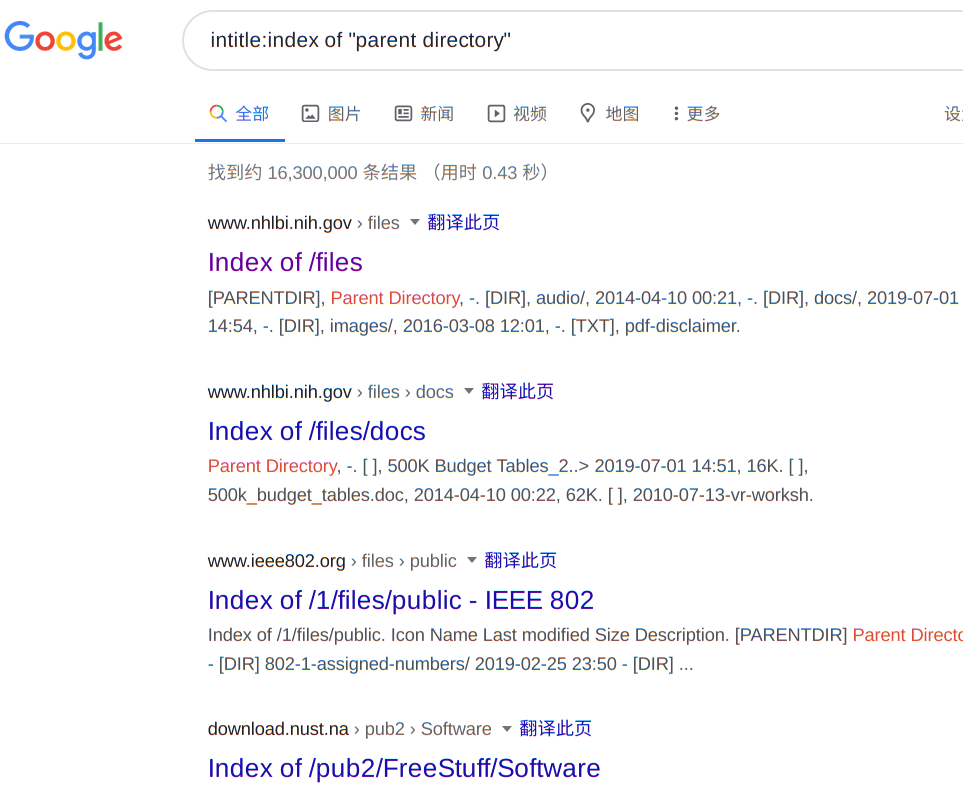 Google
intitle:index of "parent directory"
全部 图片 新闻 视频 地图 更多
找到约 16,300,000 条结果 （用时 0.43 秒）
www.nhlbi.nih.gov › files 翻译此页
Index of /files
[PARENTDIR], Parent Directory, -. [DIR], audio/, 2014-04-10 00:21, -. [DIR], docs/, 2019-07-01
14:54, -. [DIR], images/, 2016-03-08 12:01, -. [TXT], pdf-disclaimer.
www.nhlbi.nih.gov › files › docs 翻译此页
Index of /files/docs
Parent Directory, -. [ ], 500K Budget Tables_2..> 2019-07-01 14:51, 16K. [ ],
500k_budget_tables.doc, 2014-04-10 00:22, 62K. [ ], 2010-07-13-vr-worksh.
www.ieee802.org › files › public 翻译此页
Index of /1/files/public - IEEE 802
Index of /1/files/public. Icon Name Last modified Size Description. [PARENTDIR] Parent Directo
- [DIR] 802-1-assigned-numbers/ 2019-02-25 23:50 - [DIR] ...
download.nust.na › pub2 › Software 翻译此页
Index of /pub2/FreeStuff/Software